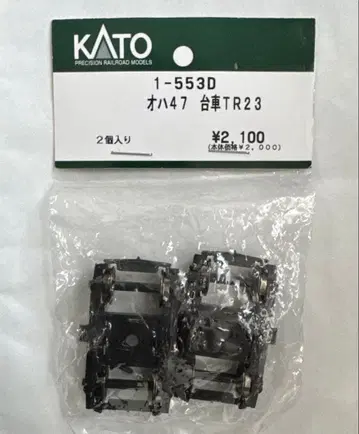 KATO
PRECISION RAILROAD MODELS
1-553D
オハ47 台車TR23
2個入り
¥2,100
(本体価格¥2,000)